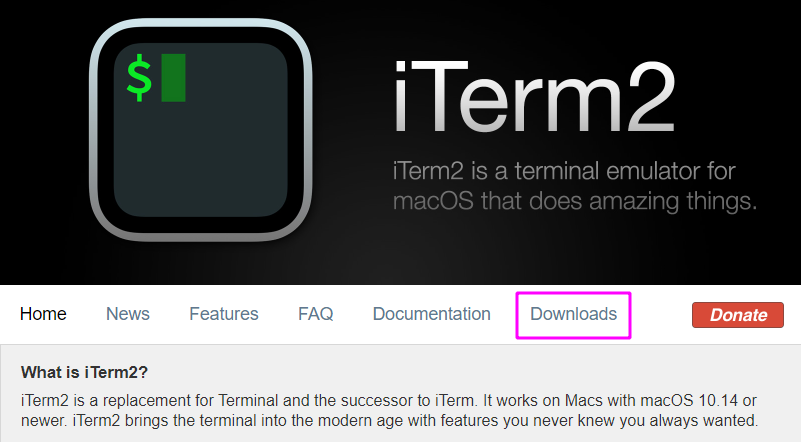 $
iTerm2
iTerm2 is a terminal emulator for
macOS that does amazing things.
Home News Features FAQ Documentation Downloads Donate
What is iTerm2?
iTerm2 is a replacement for Terminal and the successor to iTerm. It works on Macs with macOS 10.14 or
newer. iTerm2 brings the terminal into the modern age with features you never knew you always wanted.